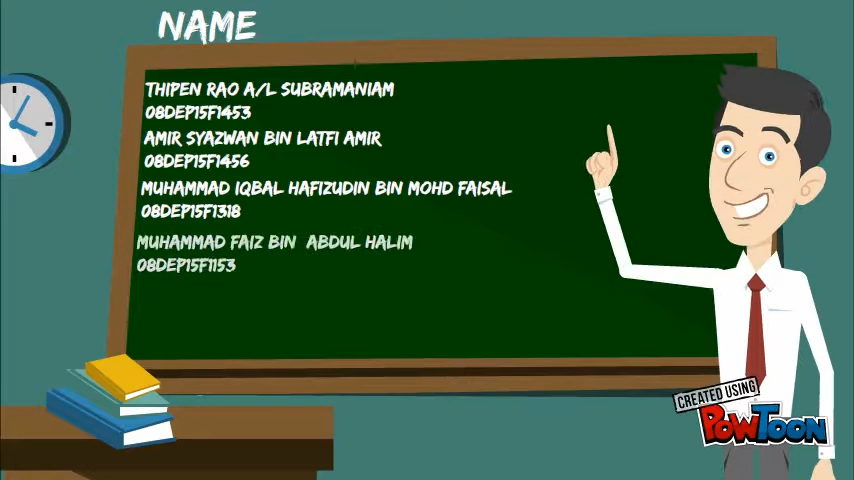 NAME
THIPEN RAO A/L SUBRAMANIAM
08DEP15F1453
AMIR SYAZWAN BIN LATFI AMIR
08DEP15F1456
MUHAMMAD IQBAL HAFIZUDIN BIN MOHD FAISAL
08DEP15F1318
MUHAMMAD FAIZ BIN ABDUL HALIM
08DEP15F1153
CREATED USING
POWTOON